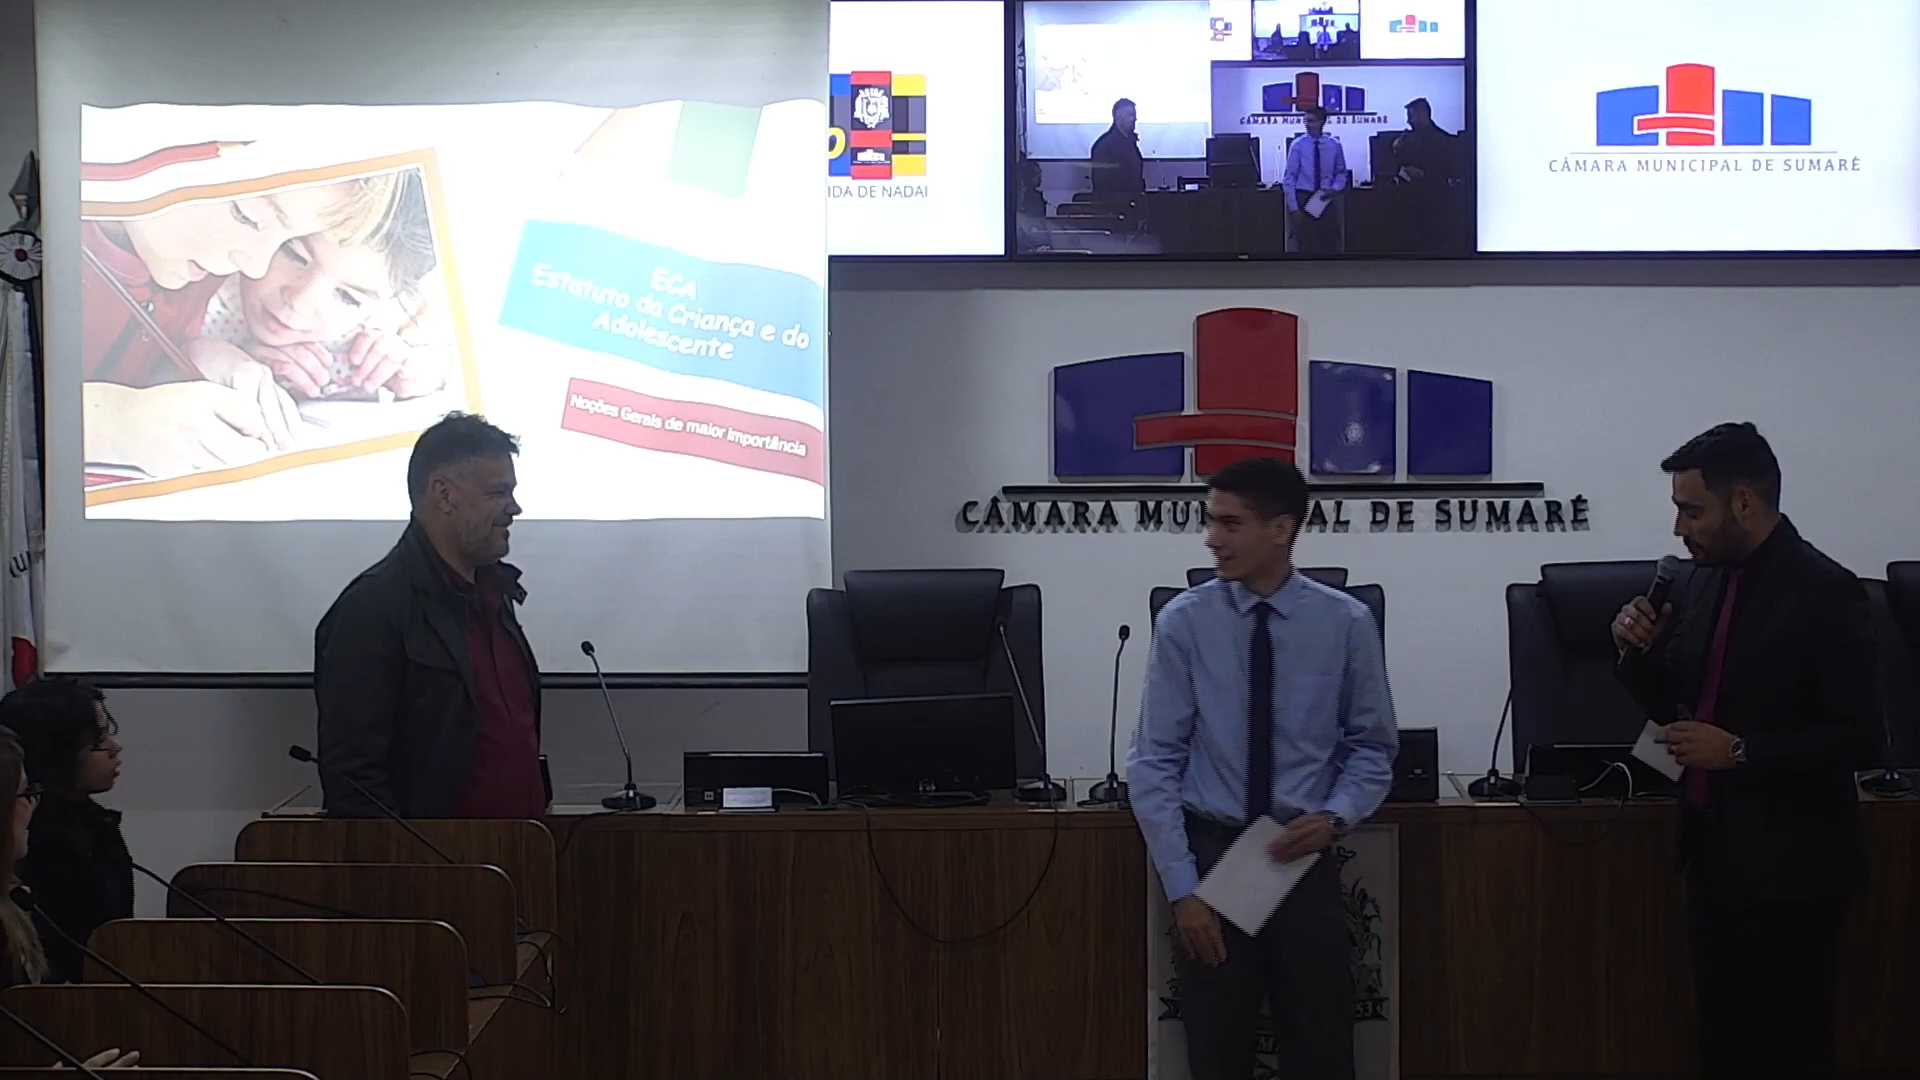 ECA
Estatuto da Criança e do
Adolescente
Noções Gerais de maior importância
IDA DE NADAI
CÂMARA MUNICIPAL DE SUMARÉ
CÂMARA MUNICIPAL DE SUMARÉ
CÂMARA MUN AL DE SUMARÉ